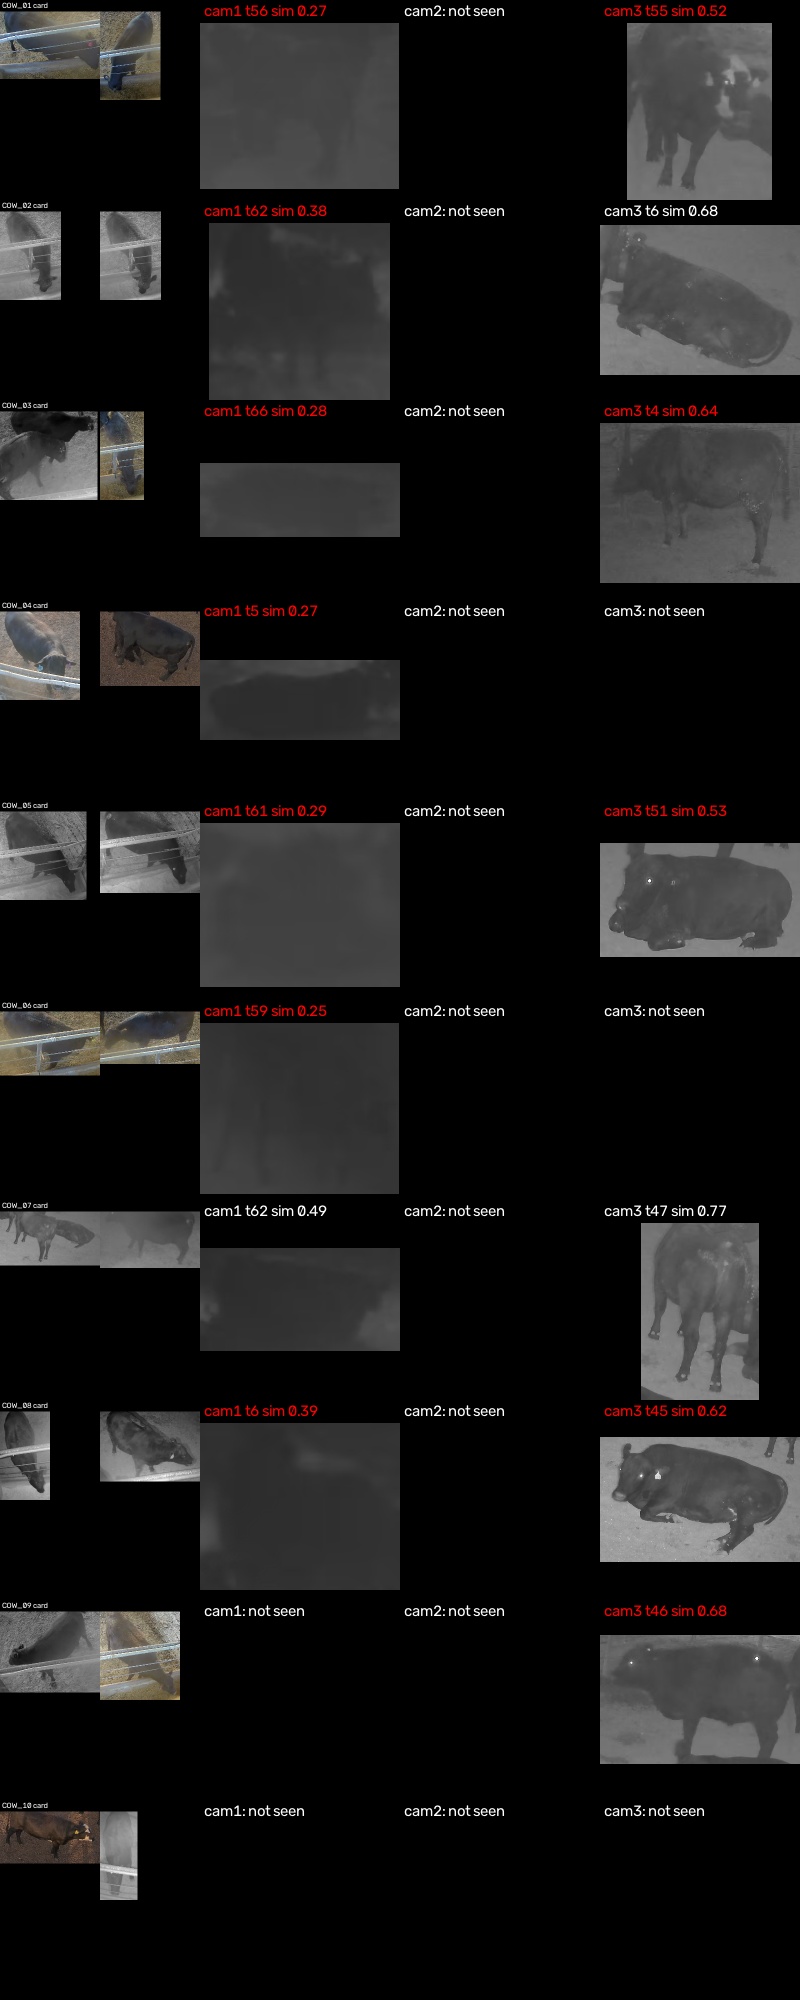 COW_01 card
cam1 t56 sim 0.27
cam2: not seen
cam3 t55 sim 0.52
COW_02 card
cam1 t62 sim 0.38
cam2: not seen
cam3 t6 sim 0.68
COW_03 card
cam1 t66 sim 0.28
cam2: not seen
cam3 t4 sim 0.64
COW_04 card
cam1 t5 sim 0.27
cam2: not seen
cam3: not seen
COW_05 card
cam1 t61 sim 0.29
cam2: not seen
cam3 t51 sim 0.53
COW_06 card
cam1 t59 sim 0.25
cam2: not seen
cam3: not seen
COW_07 card
cam1 t62 sim 0.49
cam2: not seen
cam3 t47 sim 0.77
COW_08 card
cam1 t6 sim 0.39
cam2: not seen
cam3 t45 sim 0.62
COW_09 card
cam1: not seen
cam2: not seen
cam3 t46 sim 0.68
COW_10 card
cam1: not seen
cam2: not seen
cam3: not seen